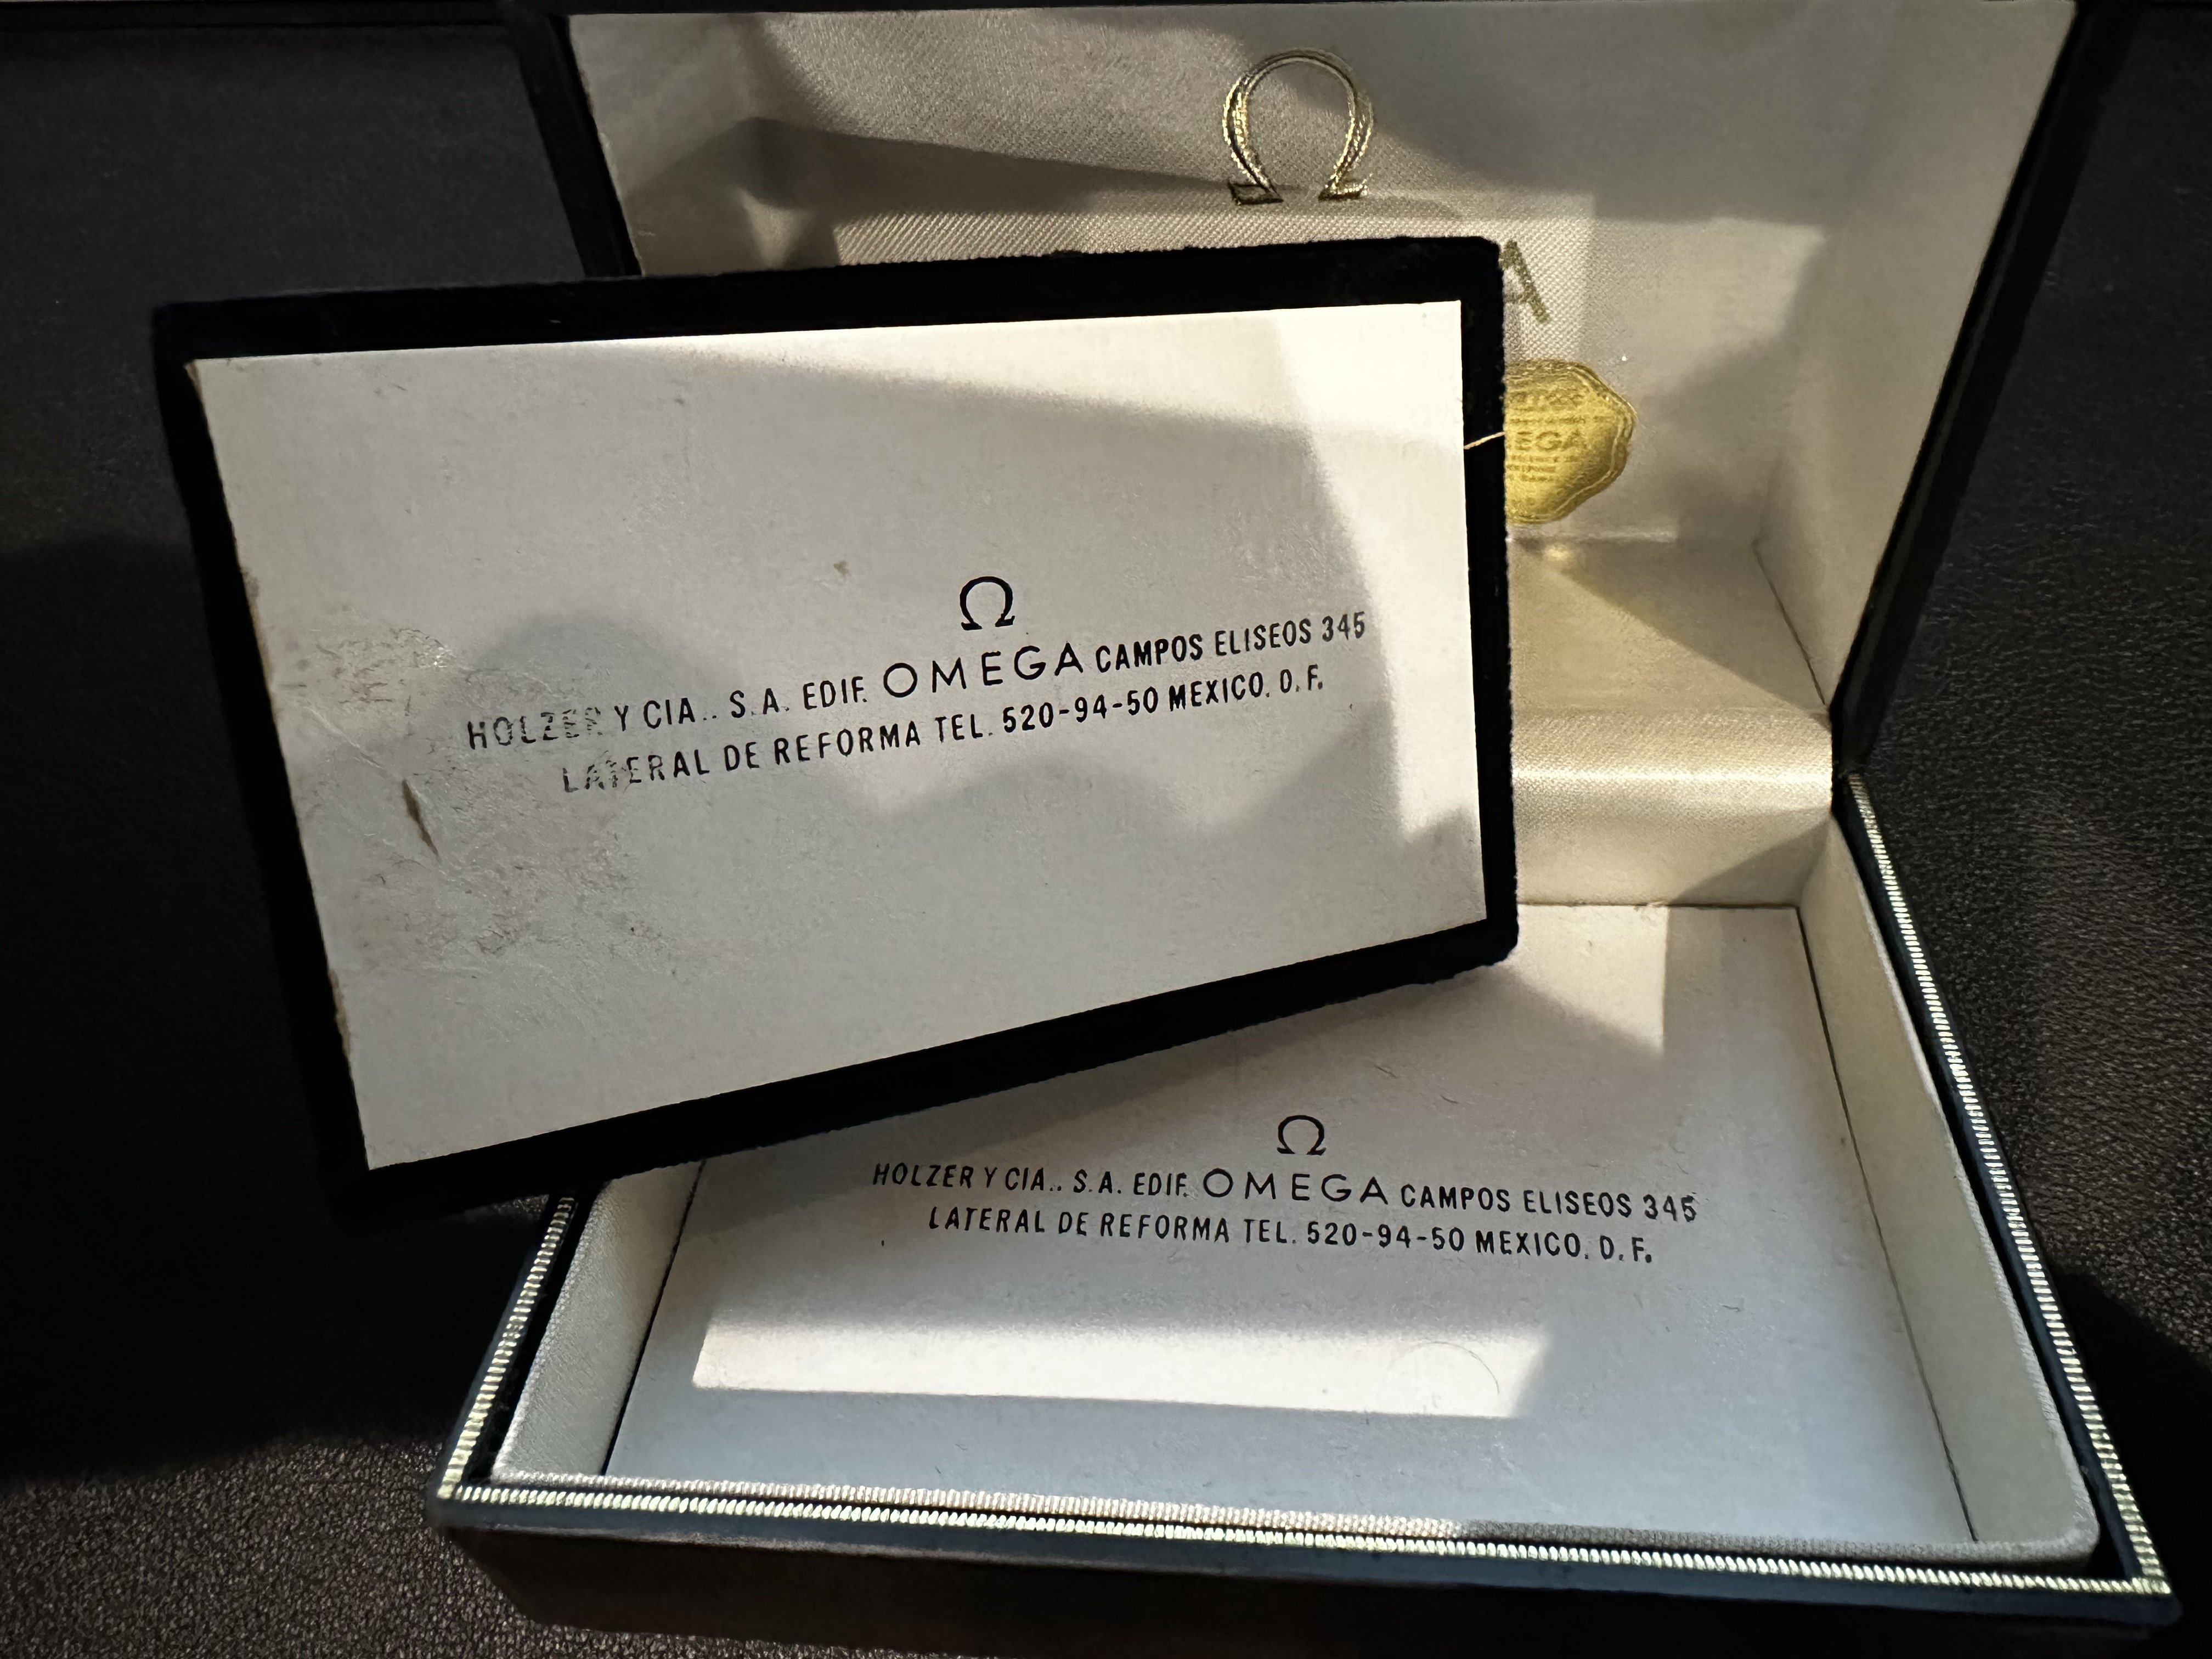 Ω
A
EGA
Ω
HOLZER Y CIA.. S.A. EDIF. OMEGA CAMPOS ELISEOS 345
LATERAL DE REFORMA TEL. 520-94-50 MEXICO. D.F.
Ω
HOLZER Y CIA.. S.A. EDIF. OMEGA CAMPOS ELISEOS 345
LATERAL DE REFORMA TEL. 520-94-50 MEXICO. D.F.